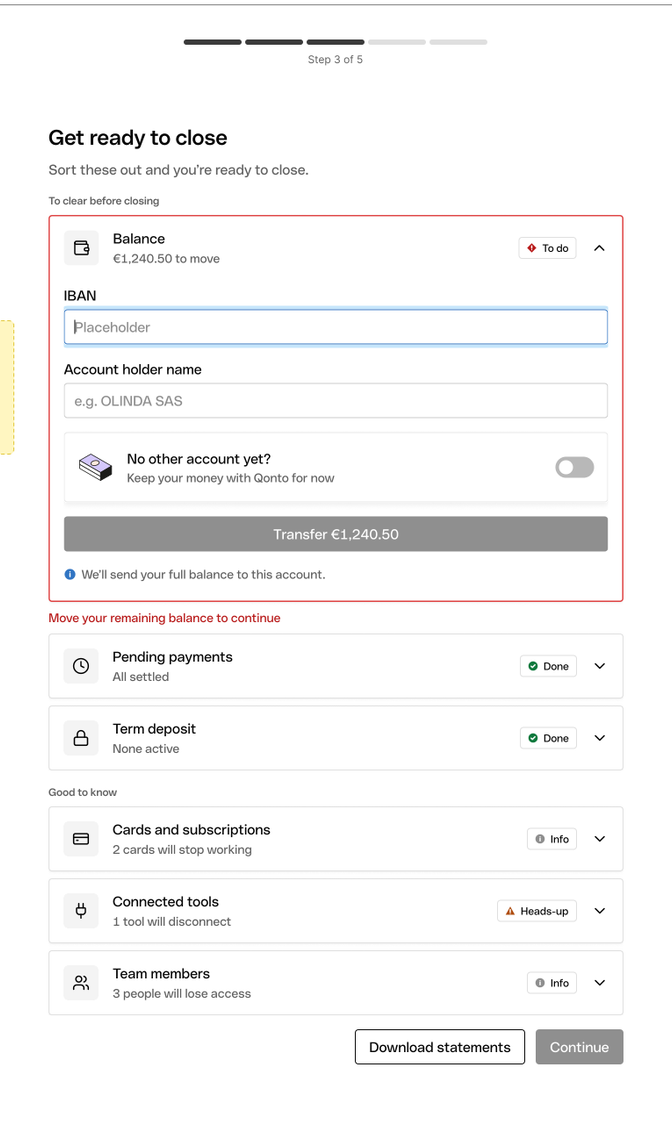 Step 3 of 5
Get ready to close
Sort these out and you're ready to close.
To clear before closing
Balance
To do
€1,240.50 to move
IBAN
Placeholder
Account holder name
e.g. OLINDA SAS
No other account yet?
Keep your money with Qonto for now
Transfer €1,240.50
We'll send your full balance to this account.
Move your remaining balance to continue
Pending payments
Done
All settled
Term deposit
Done
None active
Good to know
Cards and subscriptions
Info
2 cards will stop working
Connected tools
Heads-up
1 tool will disconnect
Team members
Info
3 people will lose access
Download statements
Continue